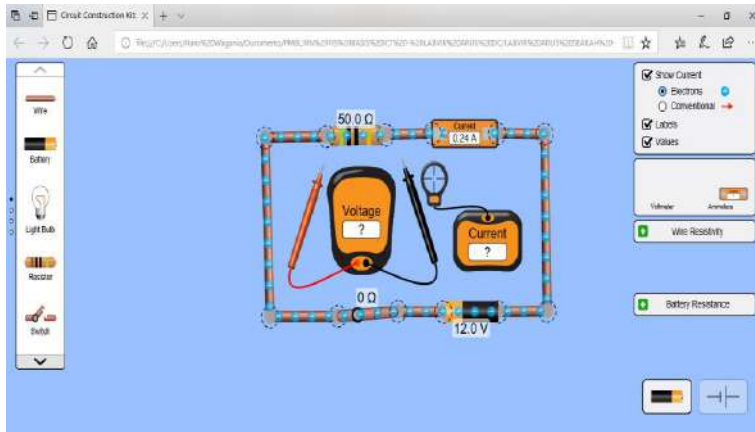 Circuit Construction Kit:
Show Current
Electrons
Conventional
Labels
Values
Wire
Battery
Light Bulb
Resistor
Switch
50.0 Ω
Current
0.24 A
Voltage
?
Current
?
0 Ω
12.0 V
Voltmeter
Ammeters
Wire Resistivity
Battery Resistance